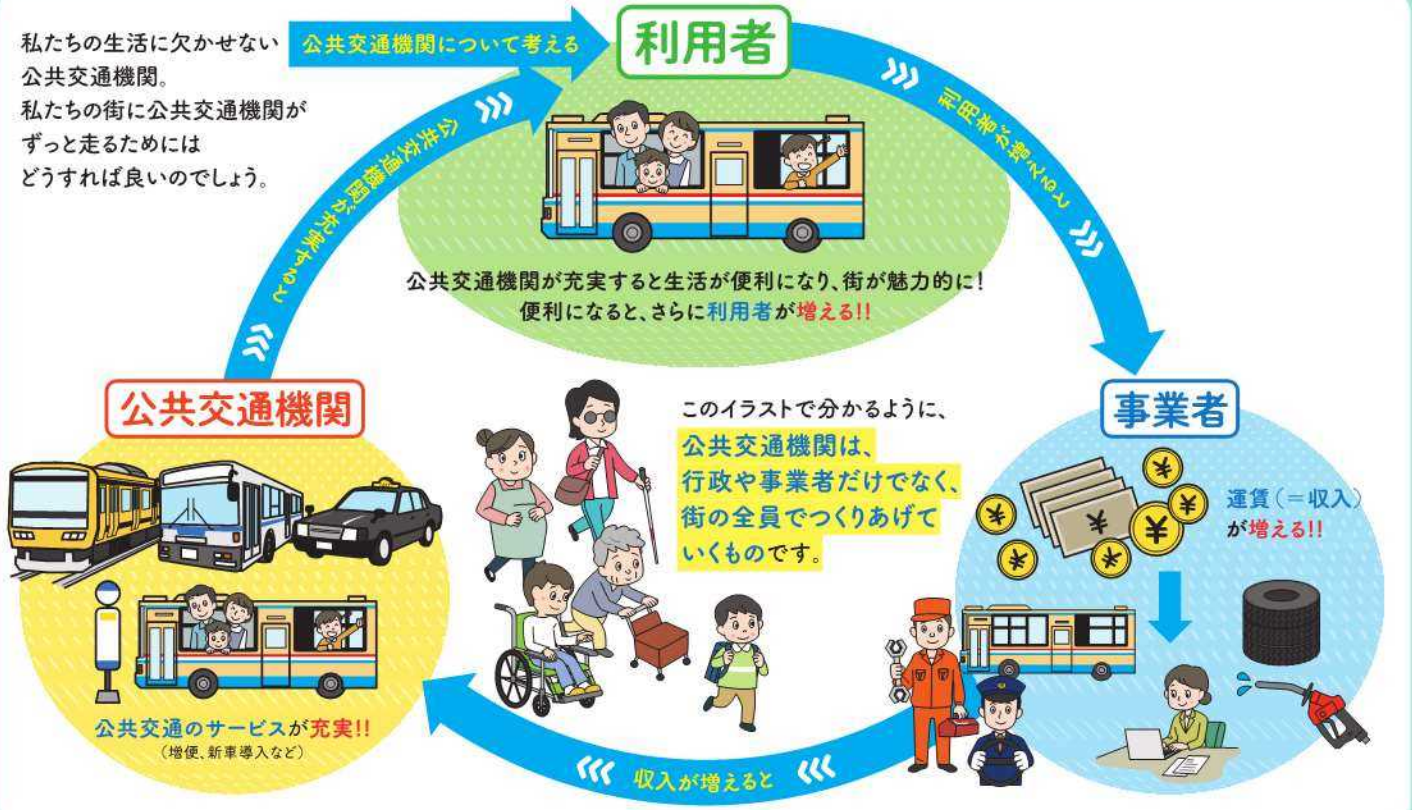 私たちの生活に欠かせない
公共交通機関。
私たちの街に公共交通機関が
ずっと走るためには
どうすれば良いのでしょう。
公共交通機関について考える
利用者
公共交通機関が充実すると生活が便利になり、街が魅力的に!
便利になると、さらに利用者が増える!!
利用者が増えると
事業者
運賃(=収入)
が増える!!
収入が増えると
公共交通機関
公共交通のサービスが充実!!
(増便、新車導入など)
公共交通機関が充実すると
このイラストで分かるように、
公共交通機関は、
行政や事業者だけでなく、
街の全員でつくりあげて
いくものです。